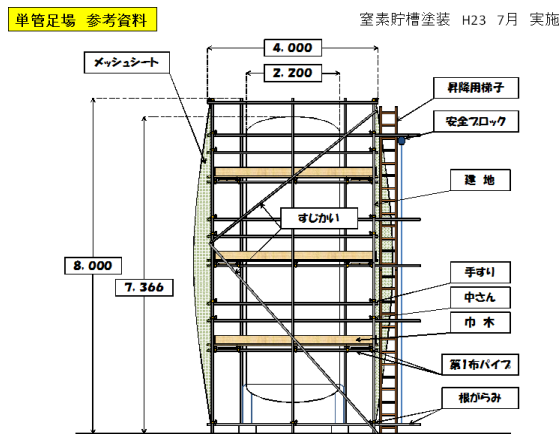 単管足場 参考資料
窒素貯槽塗装 H23 7月 実施
4.000
メッシュシート
2.200
昇降用梯子
安全ブロック
建 地
すじかい
8.000
7.366
手すり
中さん
巾 木
第1布パイプ
根がらみ